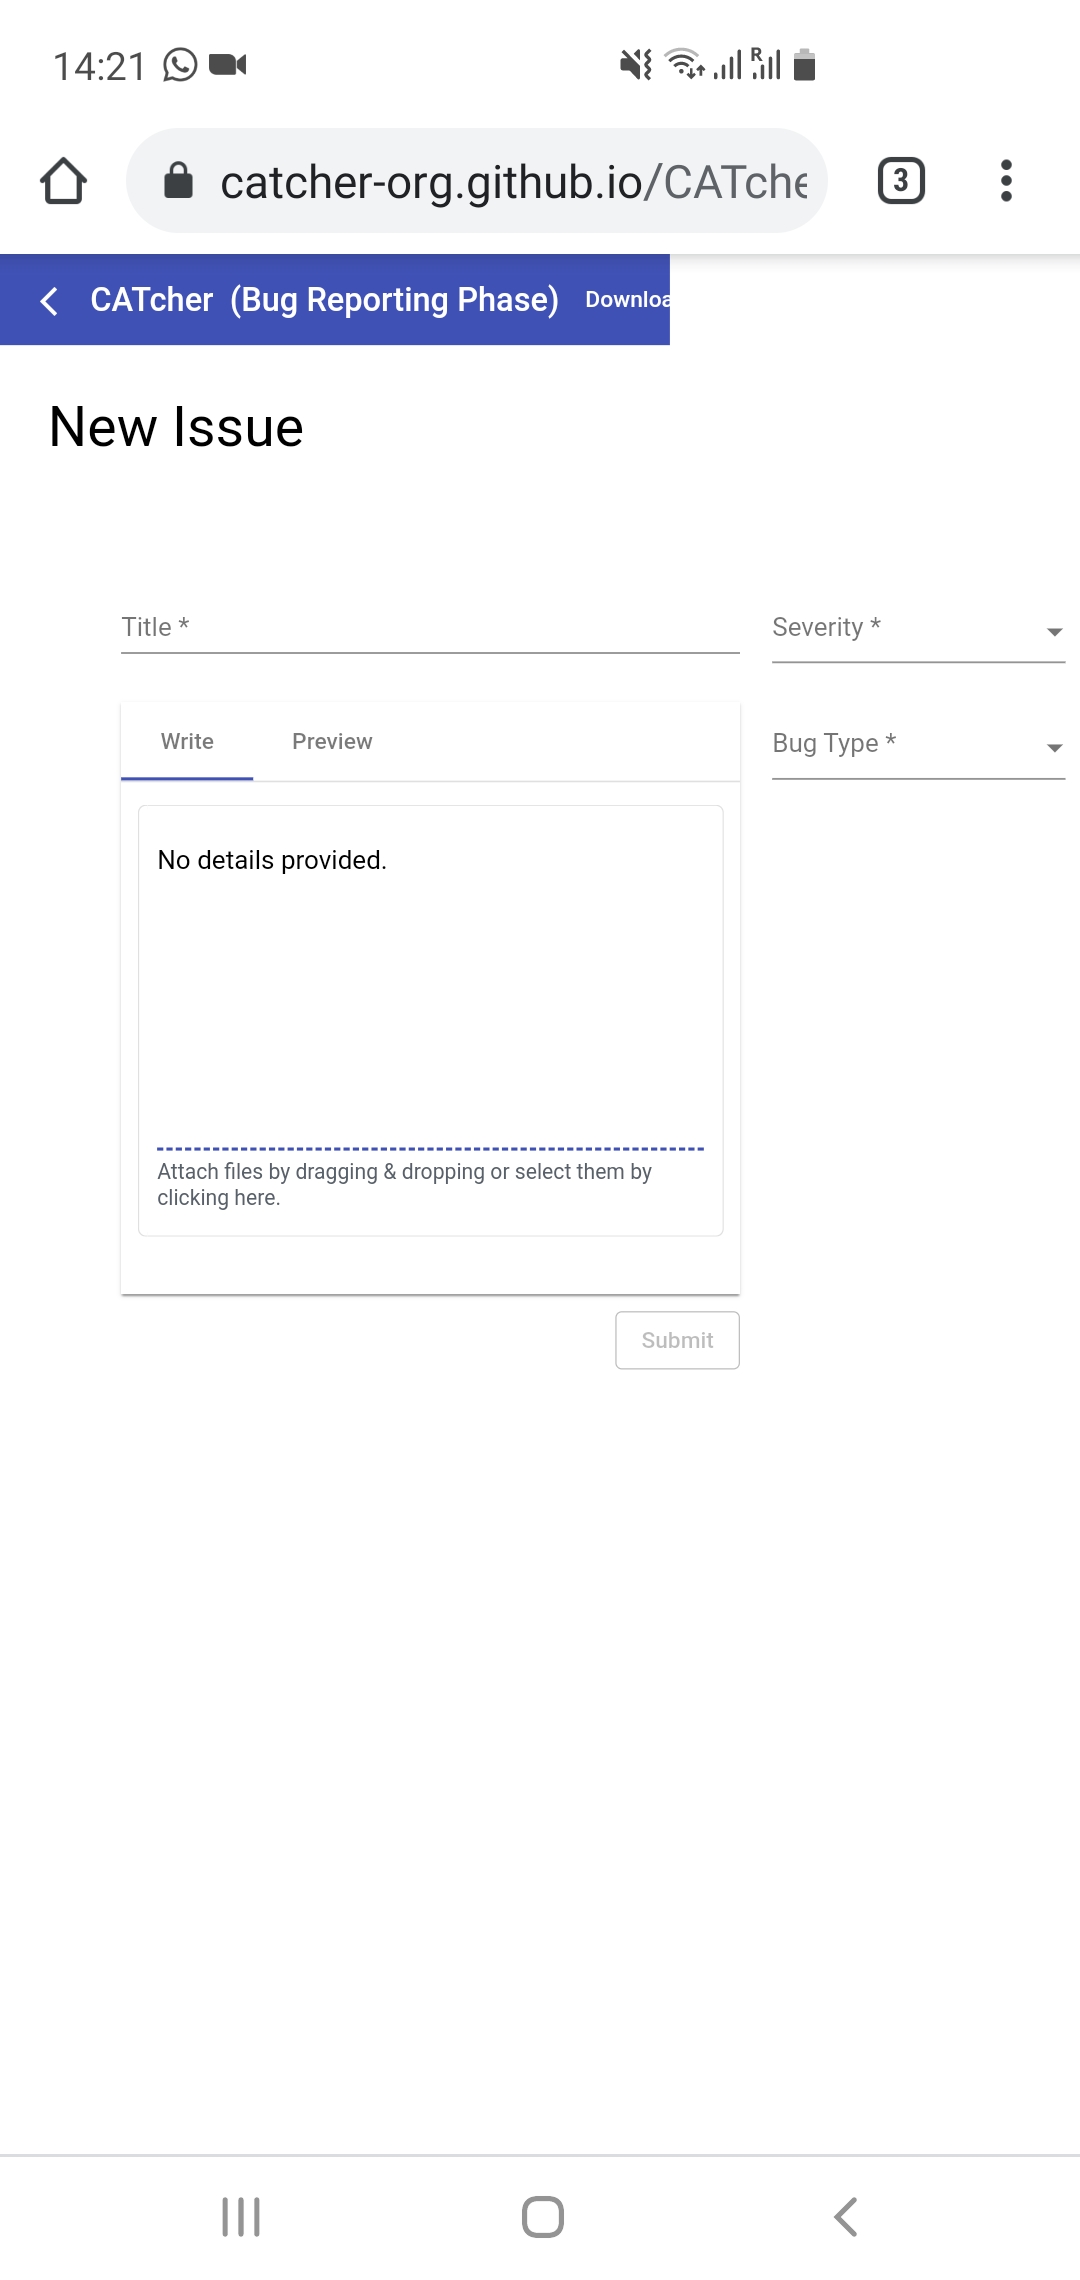 14:21
R
catcher-org.github.io/CATche
3
CATcher (Bug Reporting Phase) Downloa
New Issue
Title *
Severity *
Write Preview
Bug Type *
No details provided.
Attach files by dragging & dropping or select them by
clicking here.
Submit